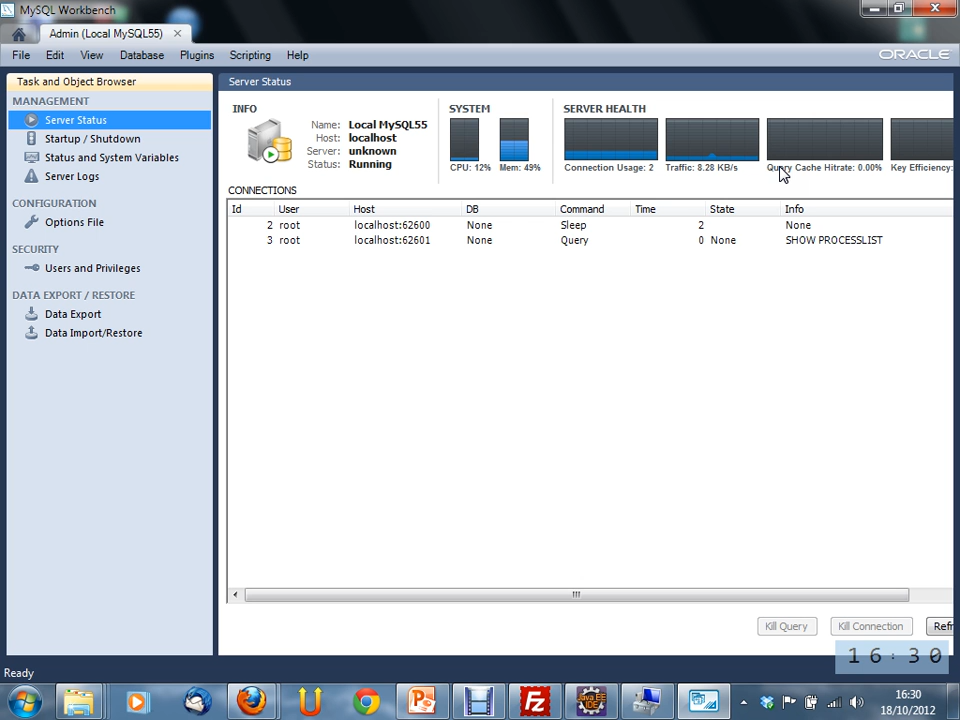 MySQL Workbench
Admin (Local MySQL55)
File Edit View Database Plugins Scripting Help
ORACLE
Task and Object Browser
MANAGEMENT
Server Status
Startup / Shutdown
Status and System Variables
Server Logs
CONFIGURATION
Options File
SECURITY
Users and Privileges
DATA EXPORT / RESTORE
Data Export
Data Import/Restore
Server Status
INFO
Name: Local MySQL55
Host: localhost
Server: unknown
Status: Running
SYSTEM
CPU: 12% Mem: 49%
SERVER HEALTH
Connection Usage: 2 Traffic: 8.28 KB/s Query Cache Hitrate: 0.00% Key Efficiency:
CONNECTIONS
Id User Host DB Command Time State Info
2 root localhost:62600 None Sleep 2 None
3 root localhost:62601 None Query 0 None SHOW PROCESSLIST
Kill Query Kill Connection Refr
16:30
Ready
16:30
18/10/2012